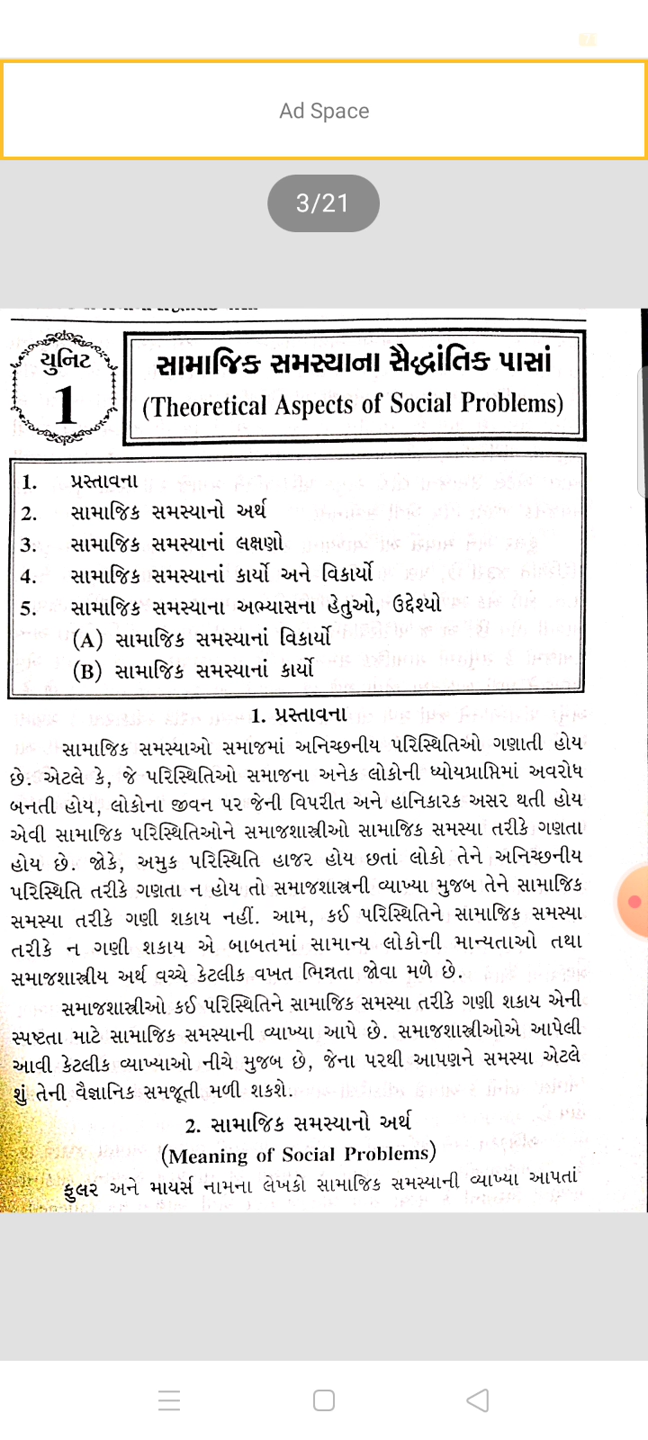 Ad Space
3/21
યુનિટ
1
સામાજિક સમસ્યાના સૈદ્ધાંતિક પાસાં
(Theoretical Aspects of Social Problems)
1. પ્રસ્તાવના
2. સામાજિક સમસ્યાનો અર્થ
3. સામાજિક સમસ્યાનાં લક્ષણો
4. સામાજિક સમસ્યાનાં કાર્યો અને વિકાર્યો
5. સામાજિક સમસ્યાના અભ્યાસના હેતુઓ, ઉદેશ્યો
(A) સામાજિક સમસ્યાનાં વિકાર્યો
(B) સામાજિક સમસ્યાનાં કાર્યો
1. પ્રસ્તાવના
સામાજિક સમસ્યાઓ સમાજમાં અનિચ્છનીય પરિસ્થિતિઓ ગણાતી હોય
છે. એટલે કે, જે પરિસ્થિતિઓ સમાજના અનેક લોકોની ધ્યોયપ્રાપ્તિમાં અવરોધ
બનતી હોય, લોકોના જીવન પર જેની વિપરીત અને હાનિકારક અસર થતી હોય
એવી સામાજિક પરિસ્થિતિઓને સમાજશાસ્ત્રીઓ સામાજિક સમસ્યા તરીકે ગણતા
હોય છે. જોકે, અમુક પરિસ્થિતિ હાજર હોય છતાં લોકો તેને અનિચ્છનીય
પરિસ્થિતિ તરીકે ગણતા ન હોય તો સમાજશાસ્ત્રની વ્યાખ્યા મુજબ તેને સામાજિક
સમસ્યા તરીકે ગણી શકાય નહીં. આમ, કઈ પરિસ્થિતિને સામાજિક સમસ્યા
તરીકે ન ગણી શકાય એ બાબતમાં સામાન્ય લોકોની માન્યતાઓ તથા
સમાજશાસ્ત્રીય અર્થ વચ્ચે કેટલીક વખત ભિન્નતા જોવા મળે છે.
સમાજશાસ્ત્રીઓ કઈ પરિસ્થિતિને સામાજિક સમસ્યા તરીકે ગણી શકાય એની
સ્પષ્ટતા માટે સામાજિક સમસ્યાની વ્યાખ્યા આપે છે. સમાજશાસ્ત્રીઓએ આપેલી
આવી કેટલીક વ્યાખ્યાઓ નીચે મુજબ છે, જેના પરથી આપણને સમસ્યા એટલે
શું તેની વૈજ્ઞાનિક સમજૂતી મળી શકશે.
2. સામાજિક સમસ્યાનો અર્થ
(Meaning of Social Problems)
ફુલર અને માયર્સ નામના લેખકો સામાજિક સમસ્યાની વ્યાખ્યા આપતાં